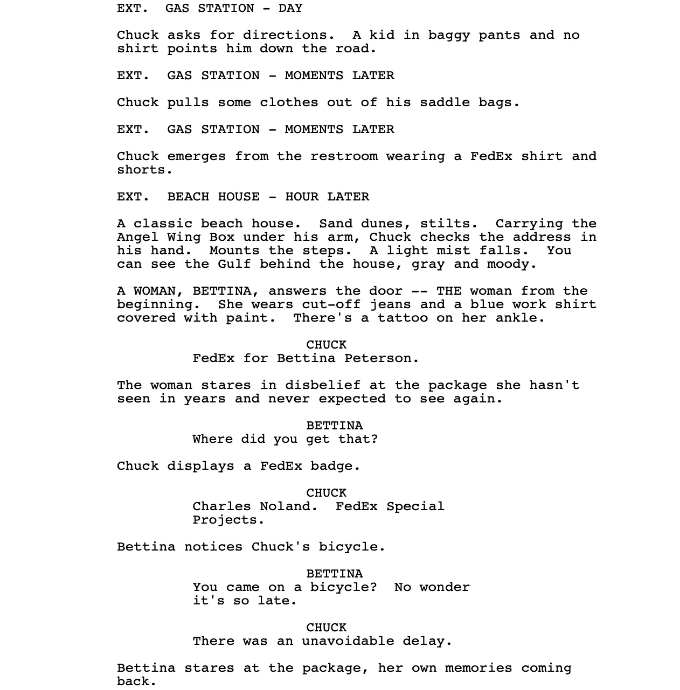 EXT.  GAS STATION - DAY
Chuck asks for directions.  A kid in baggy pants and no
shirt points him down the road.
EXT.  GAS STATION - MOMENTS LATER
Chuck pulls some clothes out of his saddle bags.
EXT.  GAS STATION - MOMENTS LATER
Chuck emerges from the restroom wearing a FedEx shirt and
shorts.
EXT.  BEACH HOUSE - HOUR LATER
A classic beach house.  Sand dunes, stilts.  Carrying the
Angel Wing Box under his arm, Chuck checks the address in
his hand.  Mounts the steps.  A light mist falls.  You
can see the Gulf behind the house, gray and moody.
A WOMAN, BETTINA, answers the door -- THE woman from the
beginning.  She wears cut-off jeans and a blue work shirt
covered with paint.  There's a tattoo on her ankle.
CHUCK
FedEx for Bettina Peterson.
The woman stares in disbelief at the package she hasn't
seen in years and never expected to see again.
BETTINA
Where did you get that?
Chuck displays a FedEx badge.
CHUCK
Charles Noland.  FedEx Special
Projects.
Bettina notices Chuck's bicycle.
BETTINA
You came on a bicycle?  No wonder
it's so late.
CHUCK
There was an unavoidable delay.
Bettina stares at the package, her own memories coming
back.